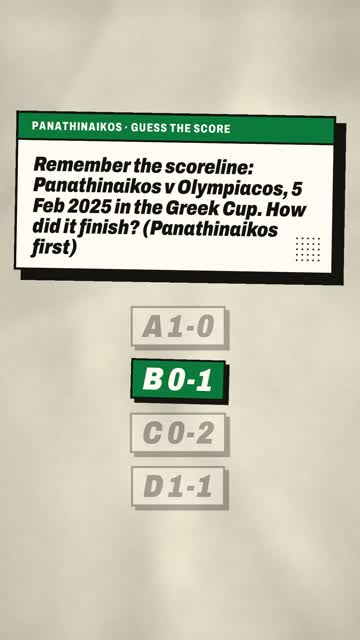 PANATHINAIKOS · GUESS THE SCORE
Remember the scoreline:
Panathinaikos v Olympiacos, 5
Feb 2025 in the Greek Cup. How
did it finish? (Panathinaikos
first)
A 1-0
B 0-1
C 0-2
D 1-1